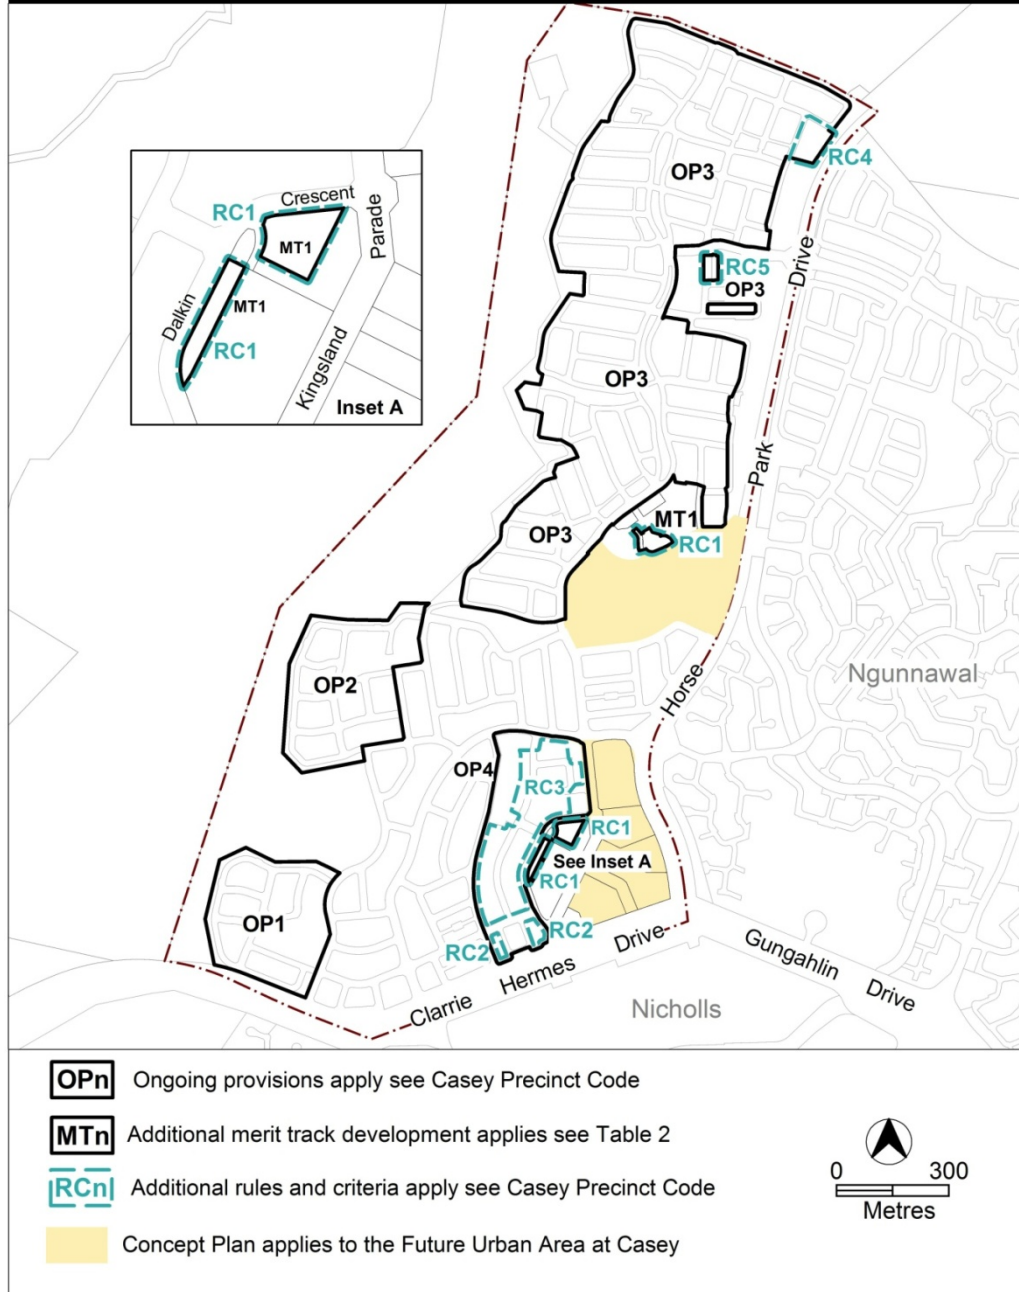 OP3
RC4
Crescent
RC1
MT1
Parade
Dalkin
MT1
RC1
Kingsland
Inset A
RC5
OP3
Drive
OP3
Park
MT1
OP3
RC1
OP2
Horse
Ngunnawal
OP4
RC3
RC1
See Inset A
RC1
OP1
RC2
RC2
Clarrie Hermes Drive
Gungahlin Drive
Nicholls
OPn Ongoing provisions apply see Casey Precinct Code
MTn Additional merit track development applies see Table 2
RCn Additional rules and criteria apply see Casey Precinct Code
Concept Plan applies to the Future Urban Area at Casey
0 300
Metres